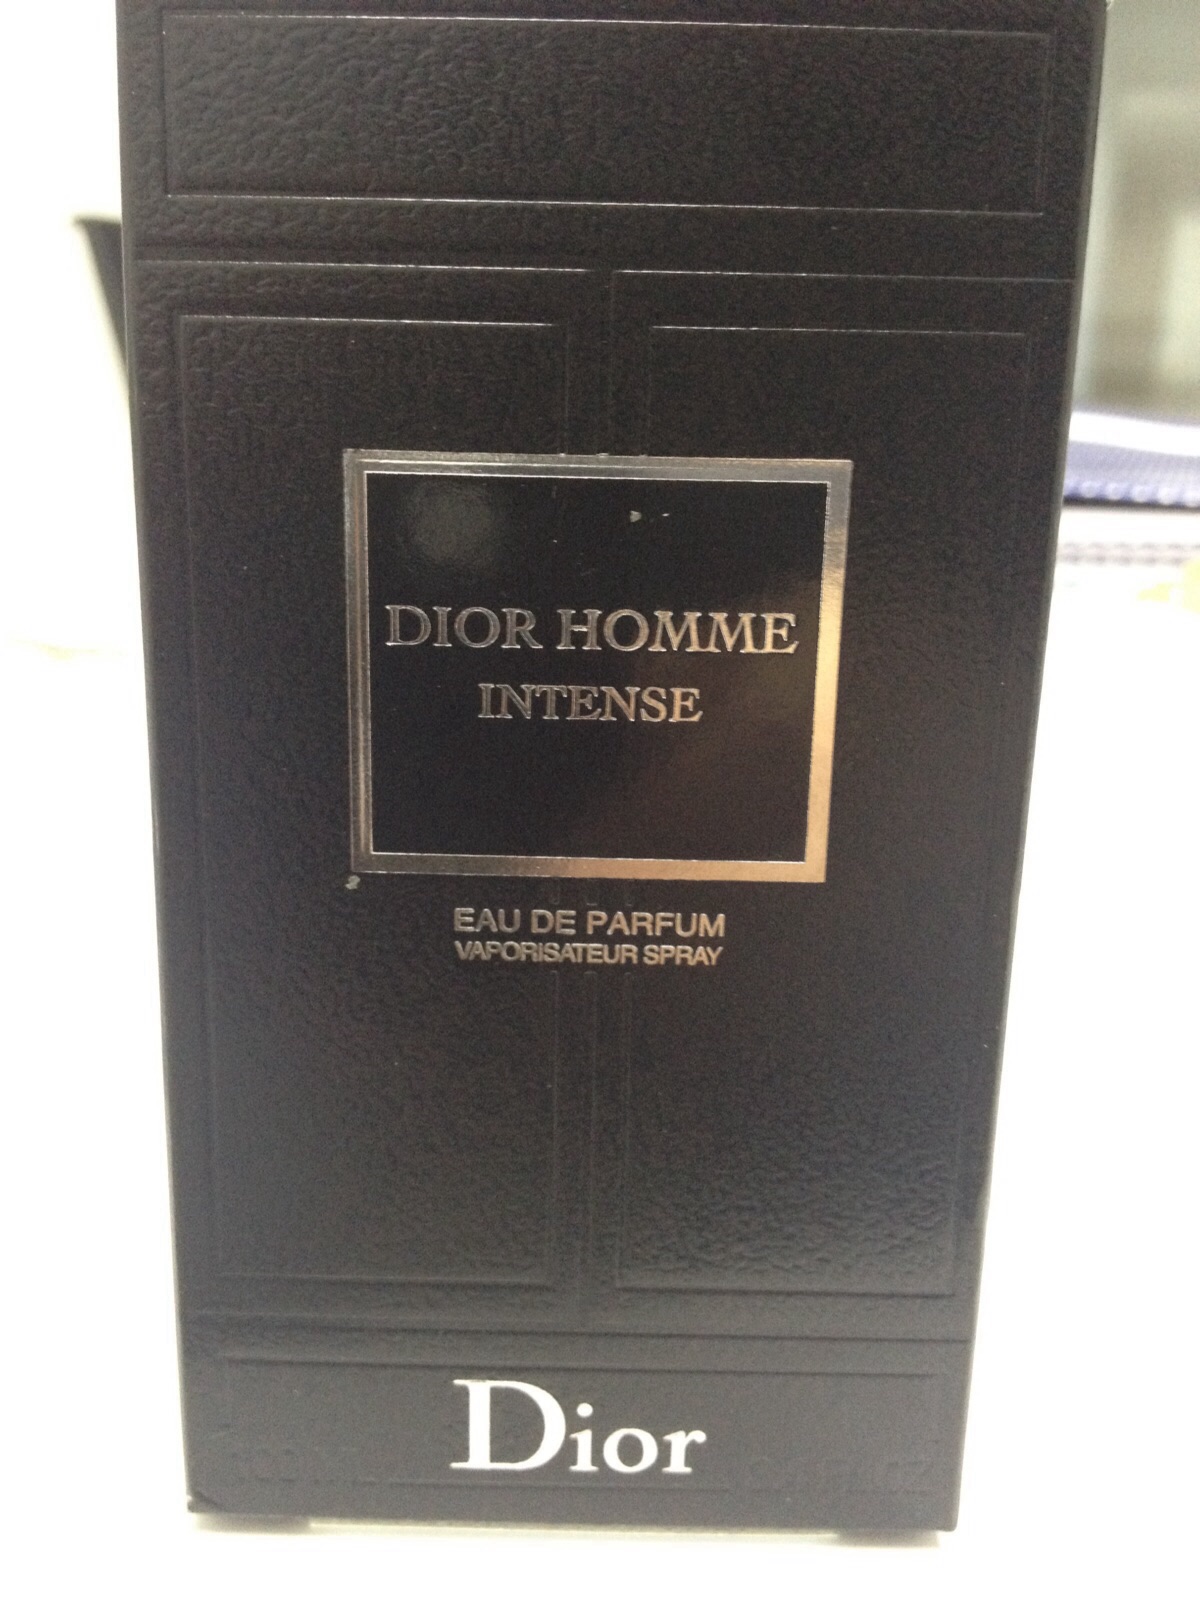 DIOR HOMME
INTENSE
EAU DE PARFUM
VAPORISATEUR SPRAY
Dior